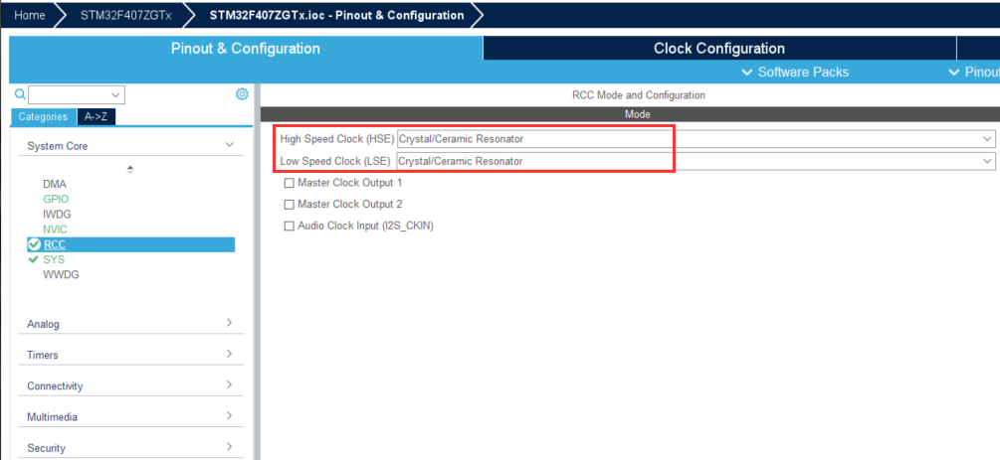 Home STM32F407ZGTx STM32F407ZGTx.ioc - Pinout & Configuration
Pinout & Configuration Clock Configuration
Software Packs Pinout
RCC Mode and Configuration
Categories A->Z
Mode
System Core
High Speed Clock (HSE) Crystal/Ceramic Resonator
Low Speed Clock (LSE) Crystal/Ceramic Resonator
Master Clock Output 1
Master Clock Output 2
Audio Clock Input (I2S_CKIN)
DMA
GPIO
IWDG
NVIC
RCC
SYS
WWDG
Analog
Timers
Connectivity
Multimedia
Security